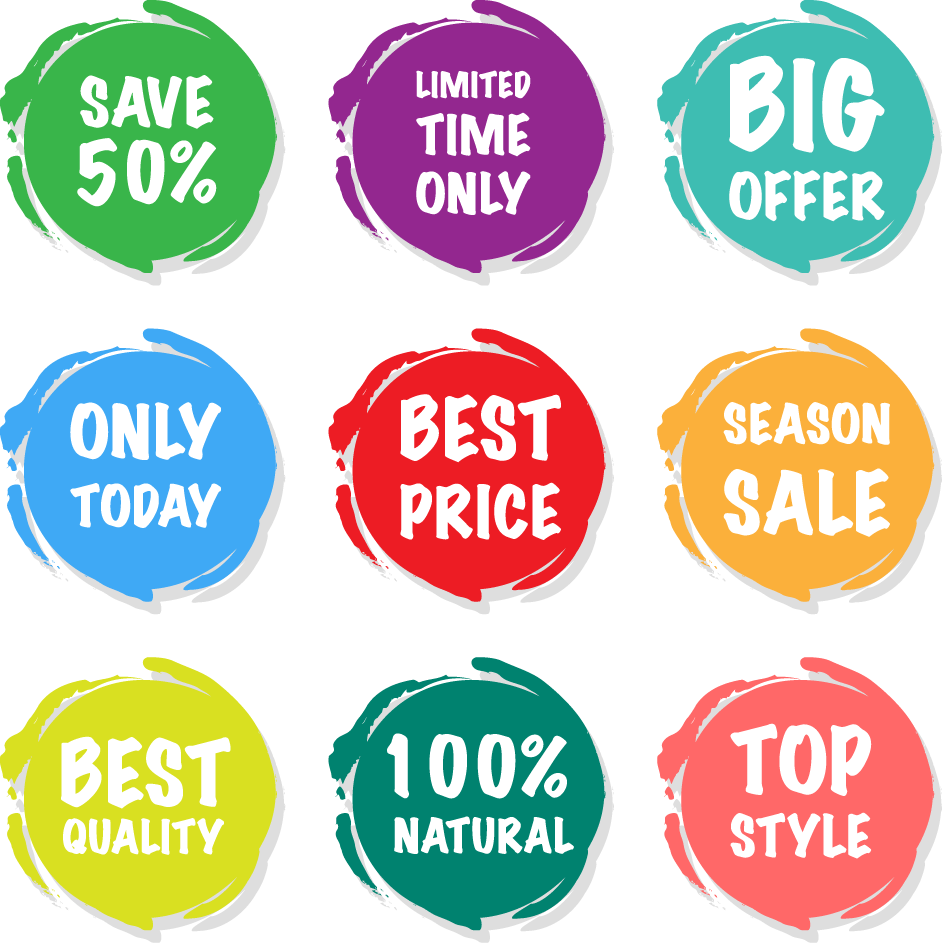 SAVE
50%
LIMITED
TIME
ONLY
BIG
OFFER
ONLY
TODAY
BEST
PRICE
SEASON
SALE
BEST
QUALITY
100%
NATURAL
TOP
STYLE